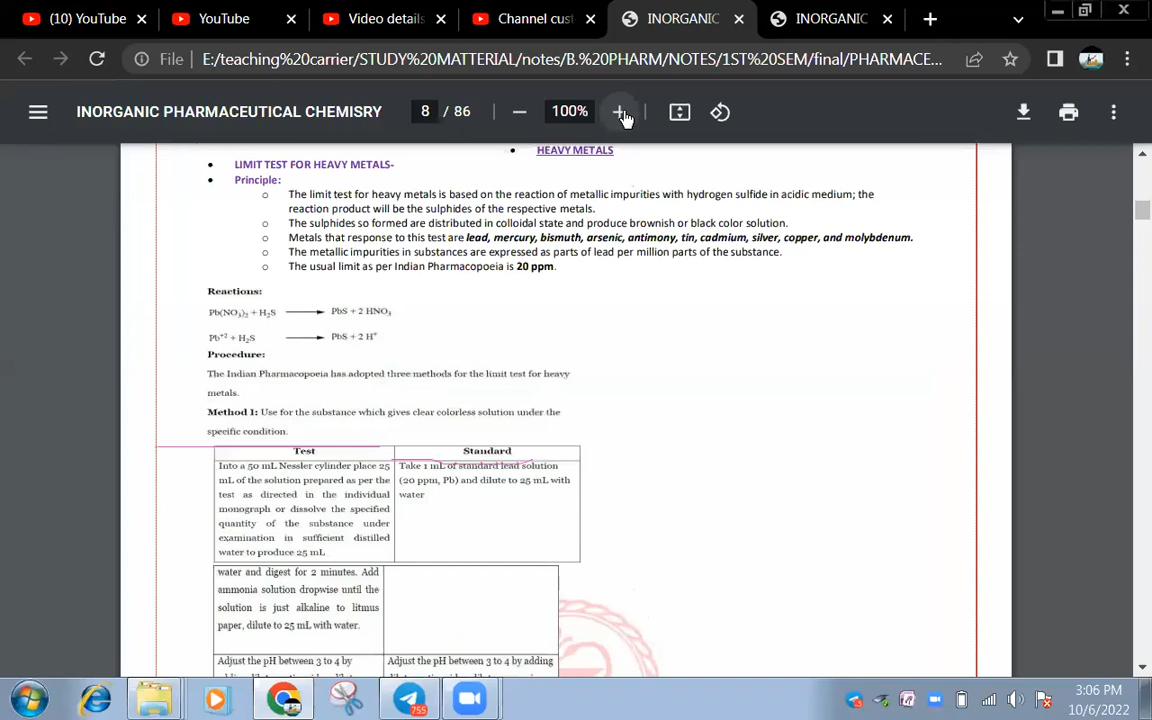 (10) YouTube
YouTube
Video details
Channel cust
INORGANIC
INORGANIC
File E:/teaching%20carrier/STUDY%20MATTERIAL/notes/B.%20PHARM/NOTES/1ST%20SEM/final/PHARMACE...
INORGANIC PHARMACEUTICAL CHEMISRY
8 / 86
100%
• HEAVY METALS
• LIMIT TEST FOR HEAVY METALS-
• Principle:
o The limit test for heavy metals is based on the reaction of metallic impurities with hydrogen sulfide in acidic medium; the
reaction product will be the sulphides of the respective metals.
o The sulphides so formed are distributed in colloidal state and produce brownish or black color solution.
o Metals that response to this test are lead, mercury, bismuth, arsenic, antimony, tin, cadmium, silver, copper, and molybdenum.
o The metallic impurities in substances are expressed as parts of lead per million parts of the substance.
o The usual limit as per Indian Pharmacopoeia is 20 ppm.
Reactions:
Pb(NO₃)₂ + H₂S ⟶ PbS + 2 HNO₃
Pb⁺² + H₂S ⟶ PbS + 2 H⁺
Procedure:
The Indian Pharmacopoeia has adopted three methods for the limit test for heavy
metals.
Method 1: Use for the substance which gives clear colorless solution under the
specific condition.
Test
Standard
Into a 50 mL Nessler cylinder place 25
mL of the solution prepared as per the
test as directed in the individual
monograph or dissolve the specified
quantity of the substance under
examination in sufficient distilled
water to produce 25 mL
Take 1 mL of standard lead solution
(20 ppm, Pb) and dilute to 25 mL with
water
water and digest for 2 minutes. Add
ammonia solution dropwise until the
solution is just alkaline to litmus
paper, dilute to 25 mL with water.
Adjust the pH between 3 to 4 by
Adjust the pH between 3 to 4 by adding
755
3:06 PM
10/6/2022